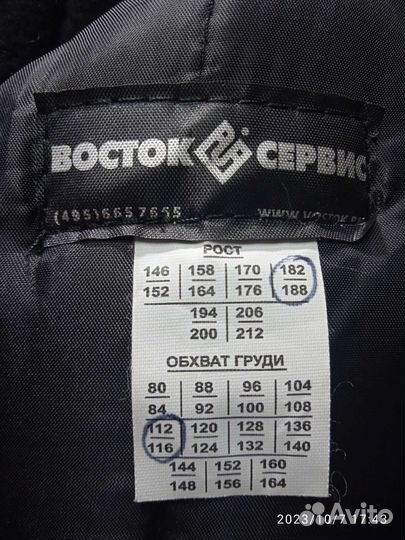 ВОСТОК СЕРВИС
(495)6657665 WWW.VOSTOK.RU
РОСТ
146 158 170 182
152 164 176 188
194 206
200 212
ОБХВАТ ГРУДИ
80 88 96 104
84 92 100 108
112 120 128 136
116 124 132 140
144 152 160
148 156 164
2023/10/7 17:43
Avito